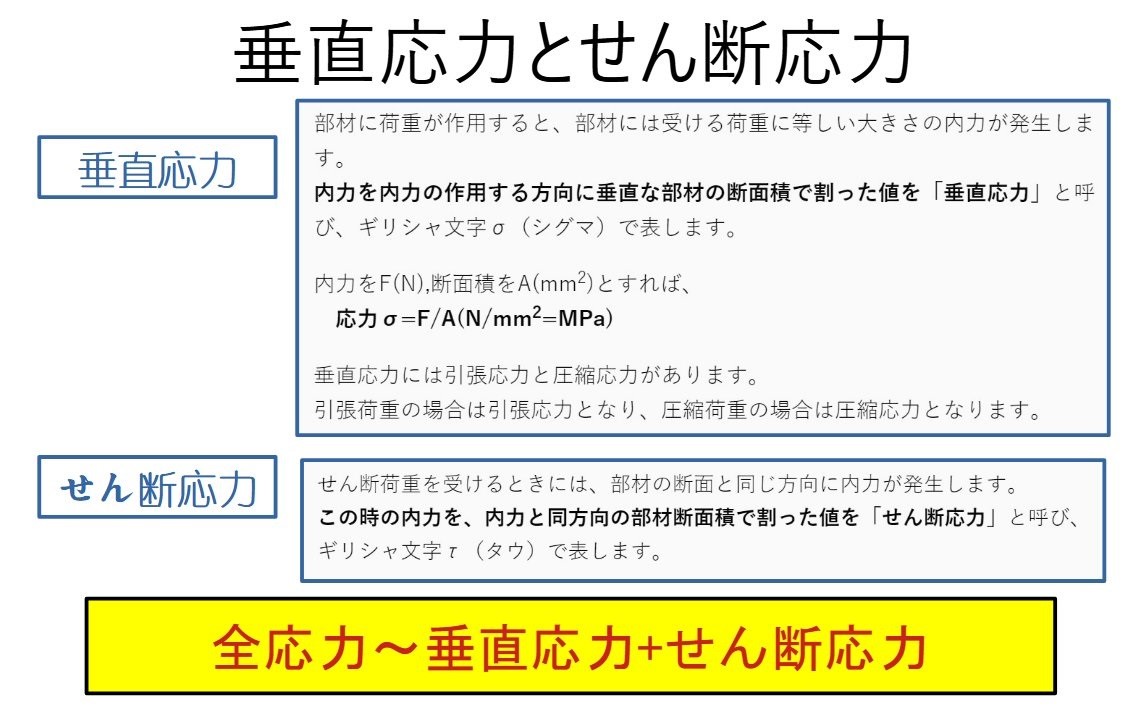 垂直応力とせん断応力
垂直応力
部材に荷重が作用すると、部材には受ける荷重に等しい大きさの内力が発生しま
す。
内力を内力の作用する方向に垂直な部材の断面積で割った値を「垂直応力」と呼
び、ギリシャ文字σ（シグマ）で表します。
内力をF(N),断面積をA(mm²)とすれば、
応力σ=F/A(N/mm²=MPa)
垂直応力には引張応力と圧縮応力があります。
引張荷重の場合は引張応力となり、圧縮荷重の場合は圧縮応力となります。
せん断応力
せん断荷重を受けるときには、部材の断面と同じ方向に内力が発生します。
この時の内力を、内力と同方向の部材断面積で割った値を「せん断応力」と呼び、
ギリシャ文字τ（タウ）で表します。
全応力～垂直応力+せん断応力